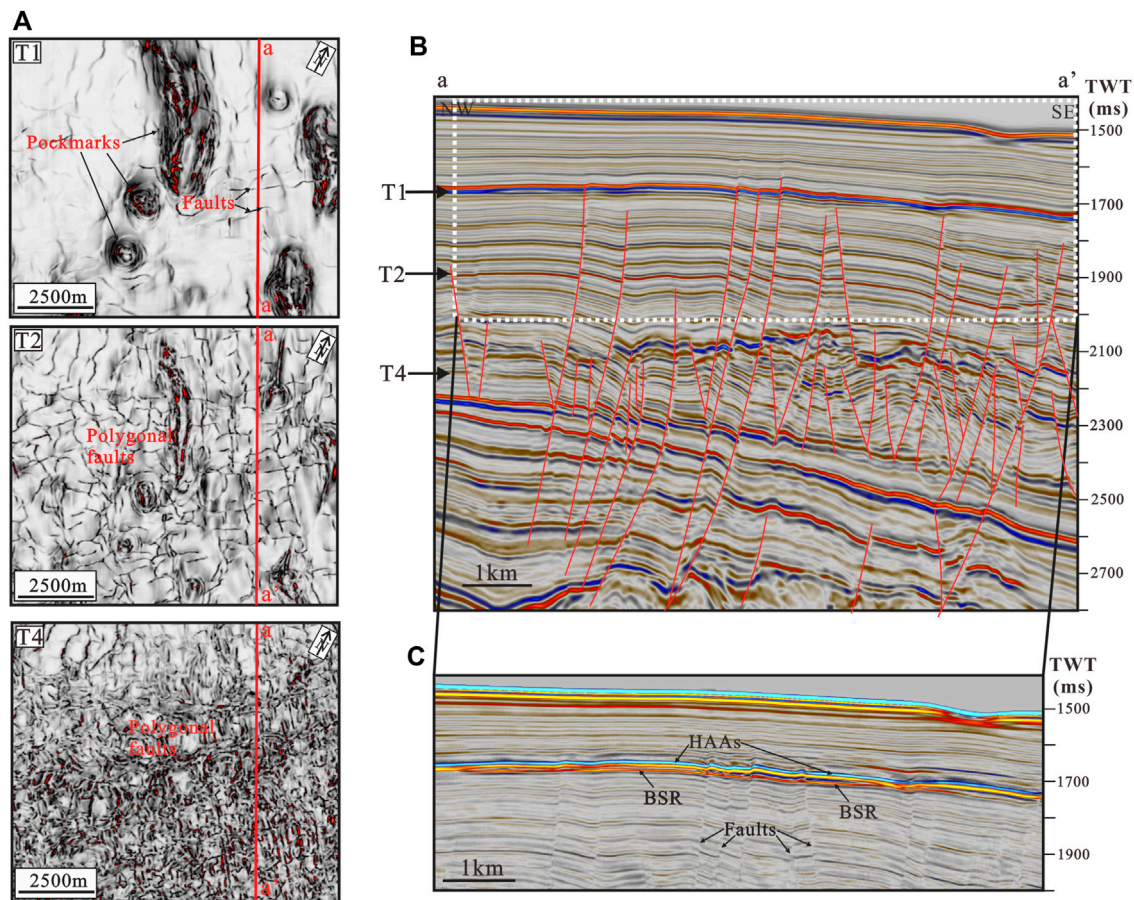 A
T1
N
a
Pockmarks
Faults
a
2500m
T2
N
a
Polygonal
faults
a
2500m
T4
N
a
Polygonal
faults
a
2500m
B
a
a’
TWT
(ms)
NW
SE
1500
T1
1700
T2
1900
2100
T4
2300
2500
2700
1km
C
TWT
(ms)
1500
HAAs
1700
BSR
BSR
Faults
1900
1km